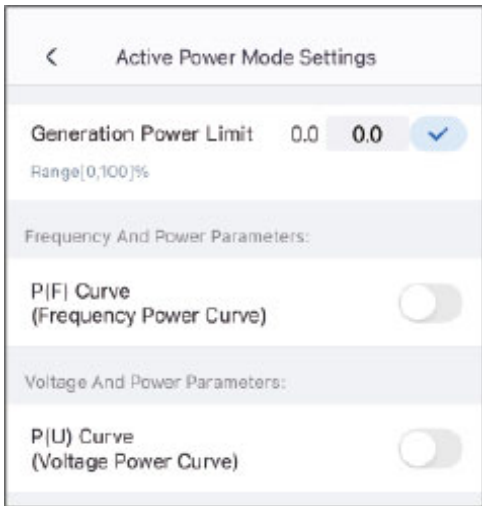 Active Power Mode Settings
Generation Power Limit 0.0 0.0
Range[0,100]%
Frequency And Power Parameters:
P(F) Curve
(Frequency Power Curve)
Voltage And Power Parameters:
P(U) Curve
(Voltage Power Curve)